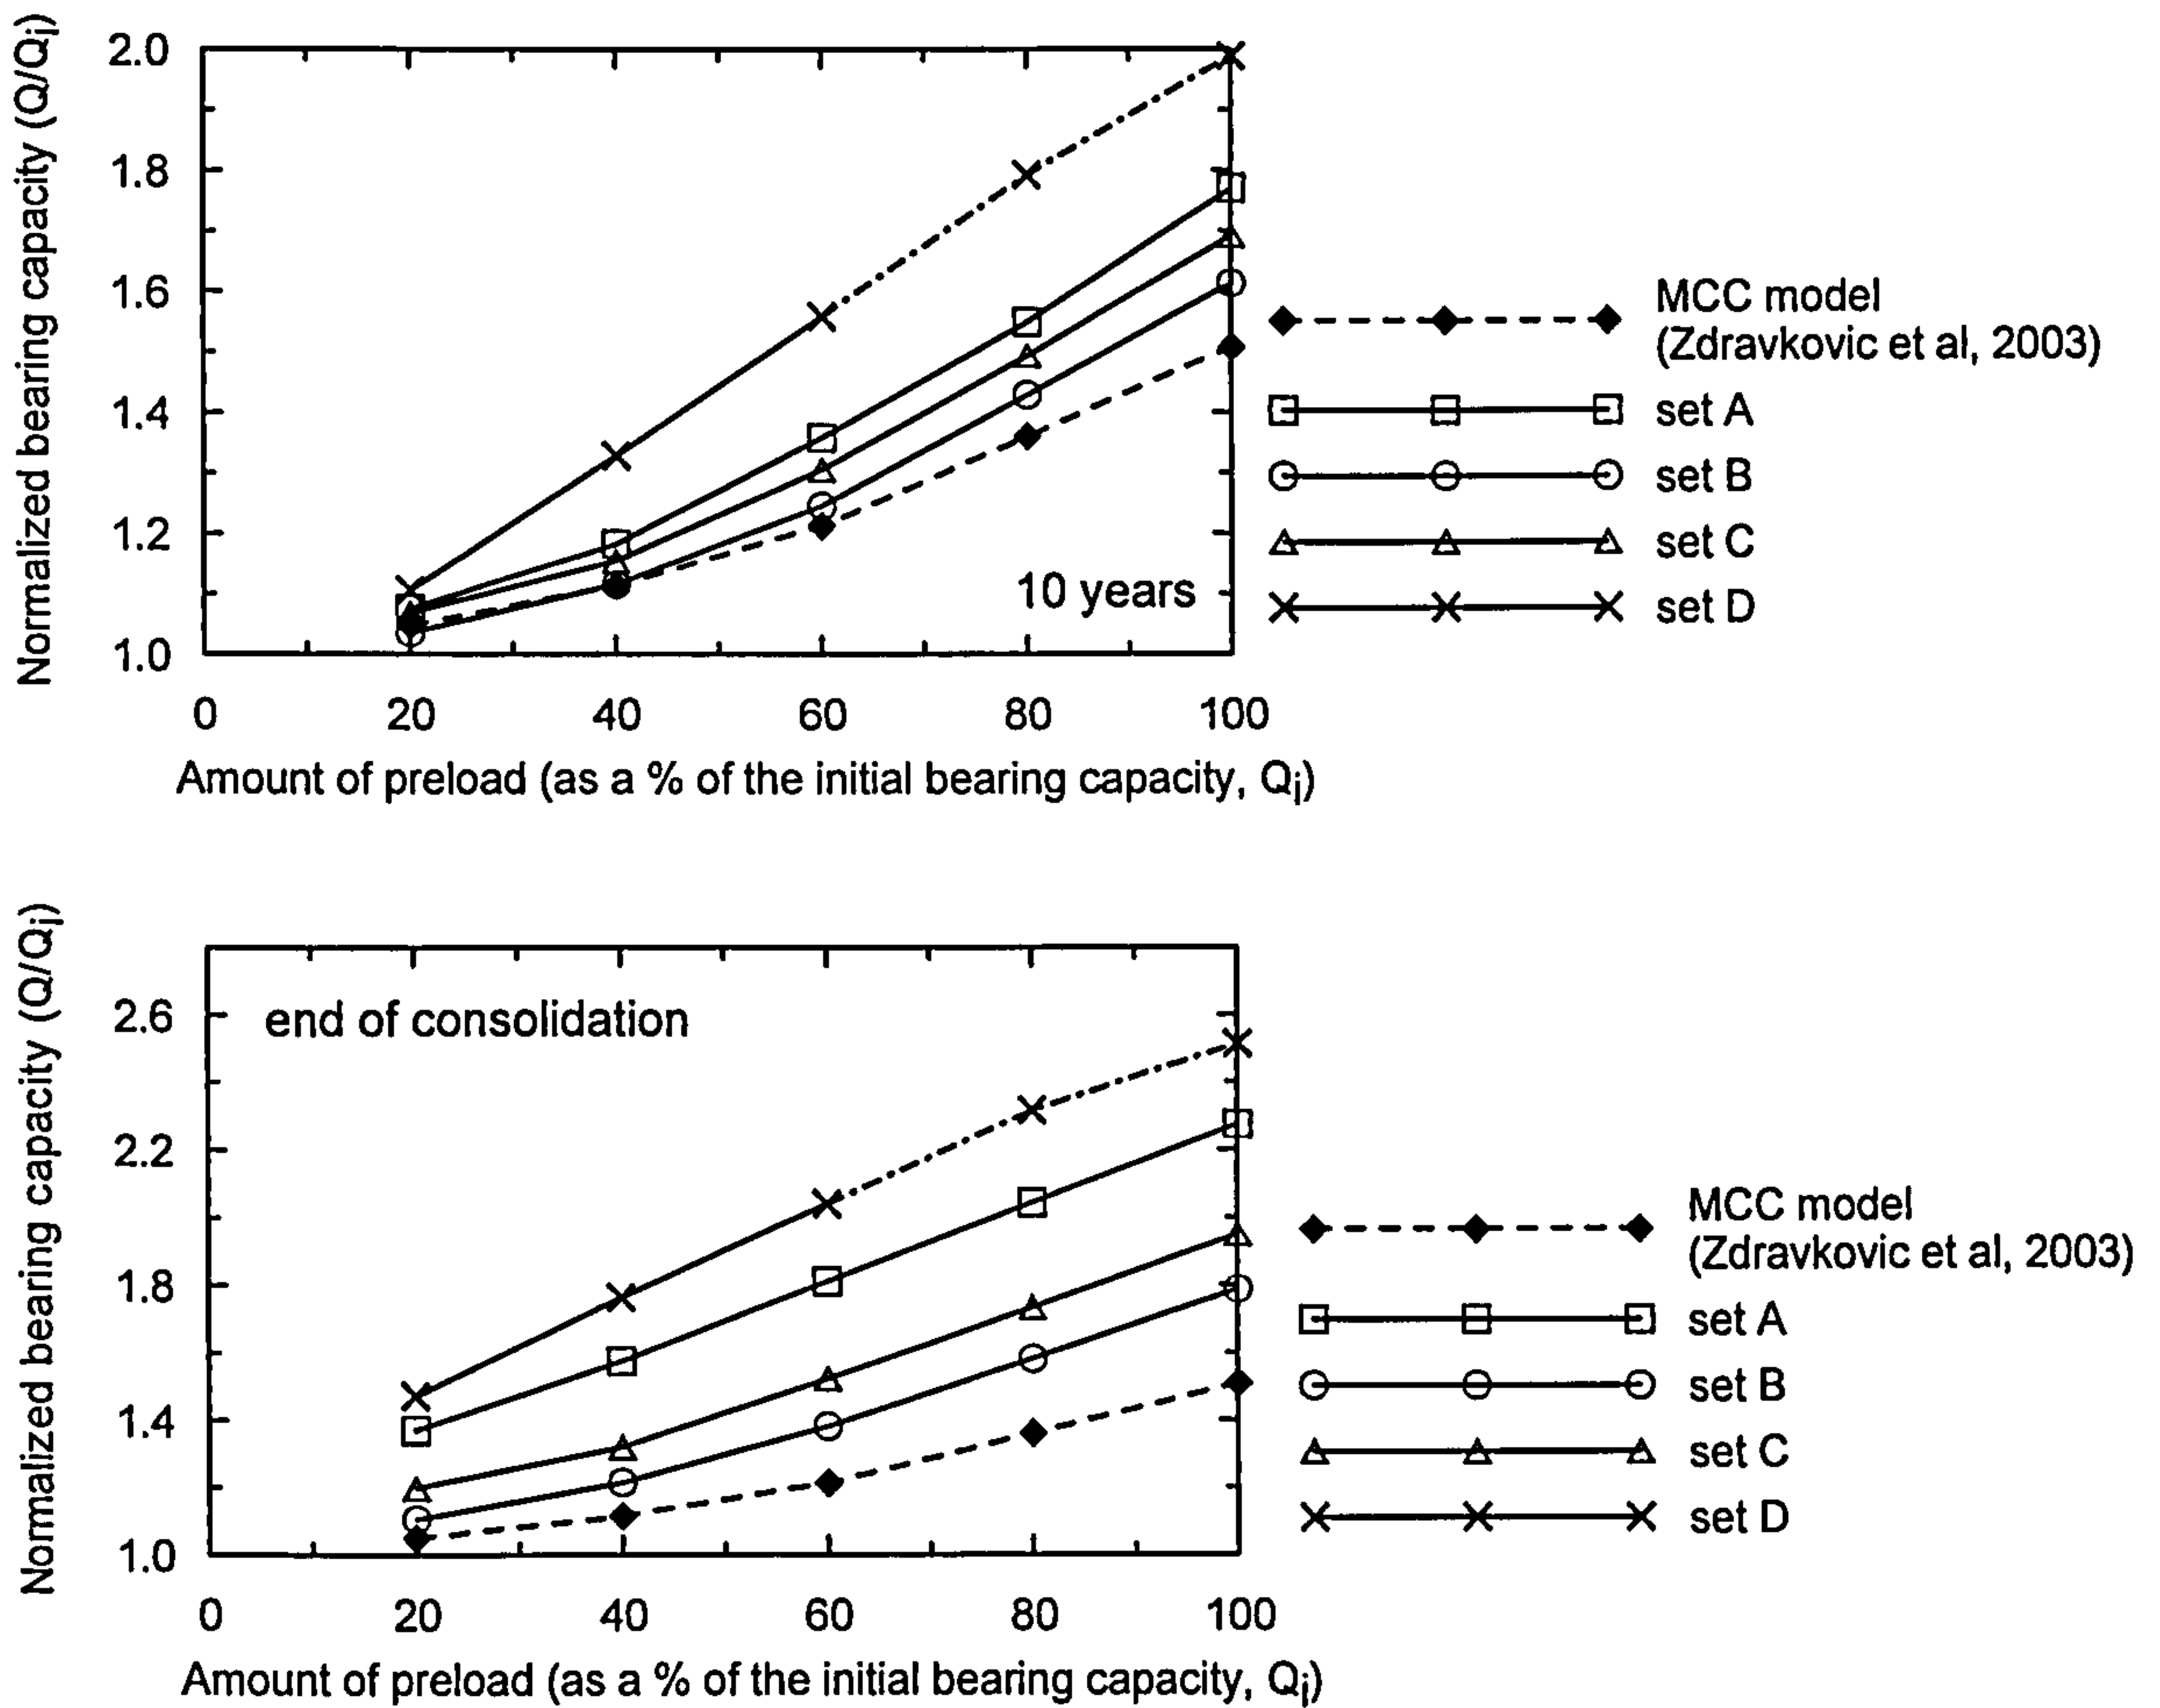 Normalized bearing capacity (Q/Qi)
2.0
1.8
1.6
1.4
1.2
1.0
10 years
0 20 40 60 80 100
Amount of preload (as a % of the initial bearing capacity, Qi)
MCC model
(Zdravkovic et al, 2003)
set A
set B
set C
set D
Normalized bearing capacity (Q/Qi)
2.6
2.2
1.8
1.4
1.0
end of consolidation
0 20 40 60 80 100
Amount of preload (as a % of the initial bearing capacity, Qi)
MCC model
(Zdravkovic et al, 2003)
set A
set B
set C
set D